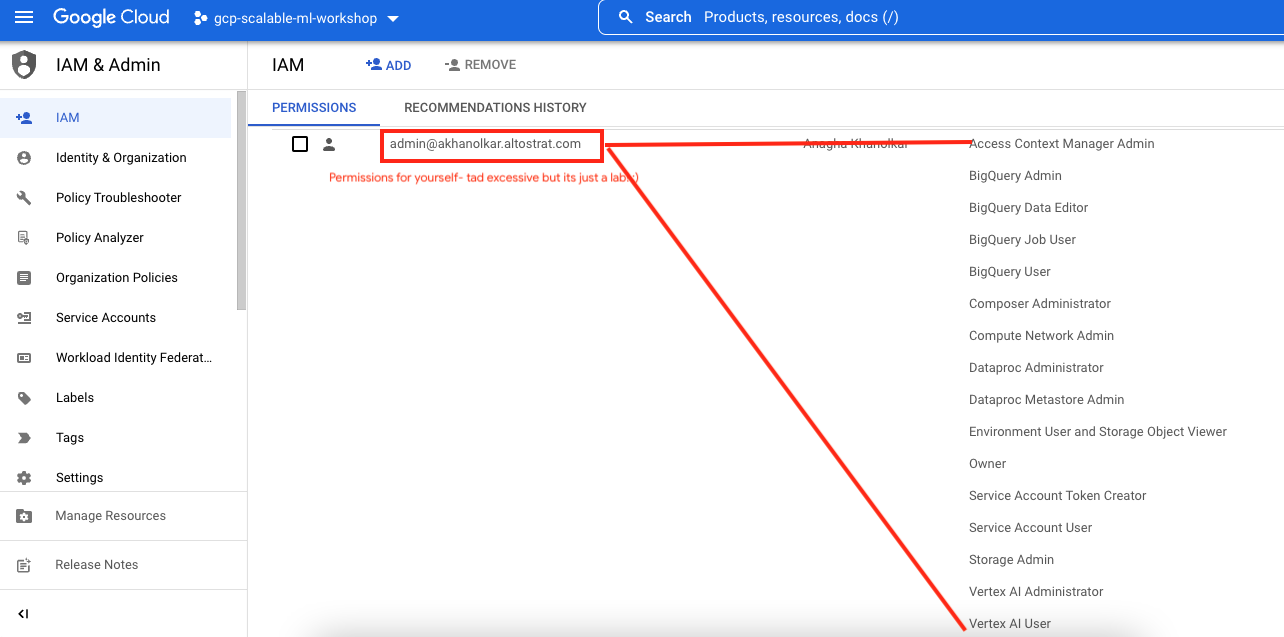 Google Cloud
gcp-scalable-ml-workshop
Search Products, resources, docs (/)
IAM & Admin
IAM
Identity & Organization
Policy Troubleshooter
Policy Analyzer
Organization Policies
Service Accounts
Workload Identity Federat...
Labels
Tags
Settings
Manage Resources
Release Notes
IAM
ADD
REMOVE
PERMISSIONS
RECOMMENDATIONS HISTORY
admin@akhanolkar.altostrat.com
Anagha Khanolkar
Permissions for yourself- tad excessive but its just a lab :)
Access Context Manager Admin
BigQuery Admin
BigQuery Data Editor
BigQuery Job User
BigQuery User
Composer Administrator
Compute Network Admin
Dataproc Administrator
Dataproc Metastore Admin
Environment User and Storage Object Viewer
Owner
Service Account Token Creator
Service Account User
Storage Admin
Vertex AI Administrator
Vertex AI User